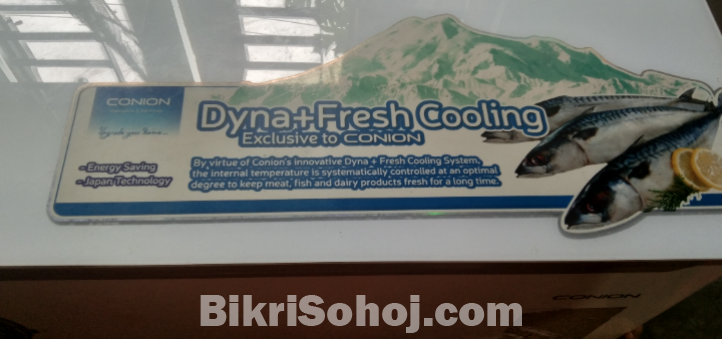 CONION
Dyna+Fresh Cooling
Exclusive to CONION
- Energy Saving
- Japan Technology
By virtue of Conion's innovative Dyna + Fresh Cooling System,
the internal temperature is systematically controlled at an optimal
degree to keep meat, fish and dairy products fresh for a long time.
CONION
BikriSohoj.com